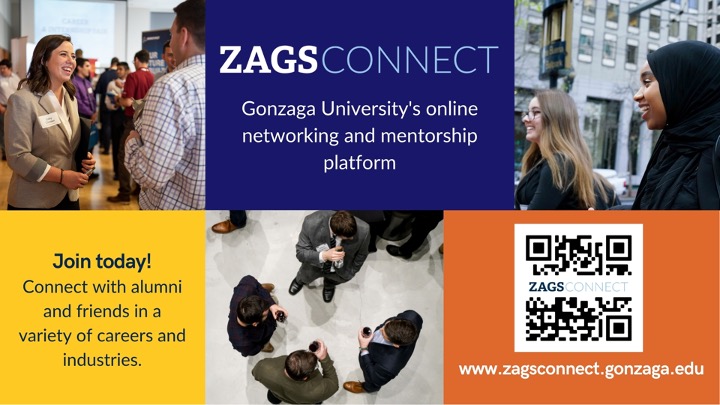 ZAGSCONNECT
Gonzaga University's online
networking and mentorship
platform
Join today!
Connect with alumni
and friends in a
variety of careers and
industries.
ZAGSCONNECT
www.zagsconnect.gonzaga.edu